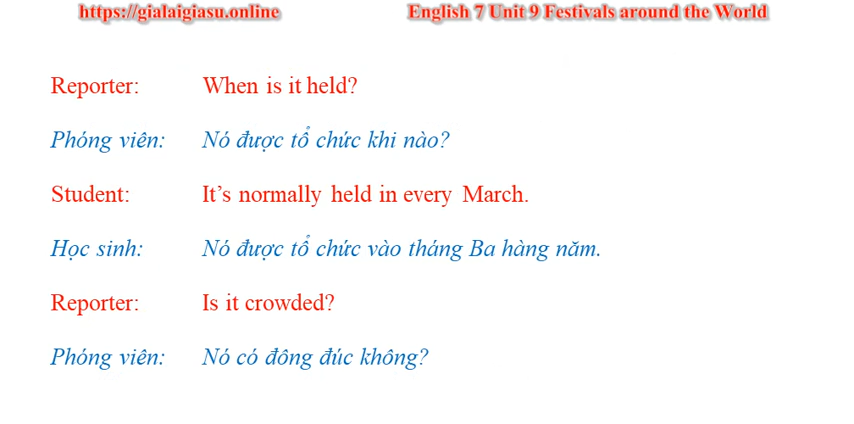 https://gialaigiasu.online English 7 Unit 9 Festivals around the World
Reporter: When is it held?
Phóng viên: Nó được tổ chức khi nào?
Student: It’s normally held in every March.
Học sinh: Nó được tổ chức vào tháng Ba hàng năm.
Reporter: Is it crowded?
Phóng viên: Nó có đông đúc không?